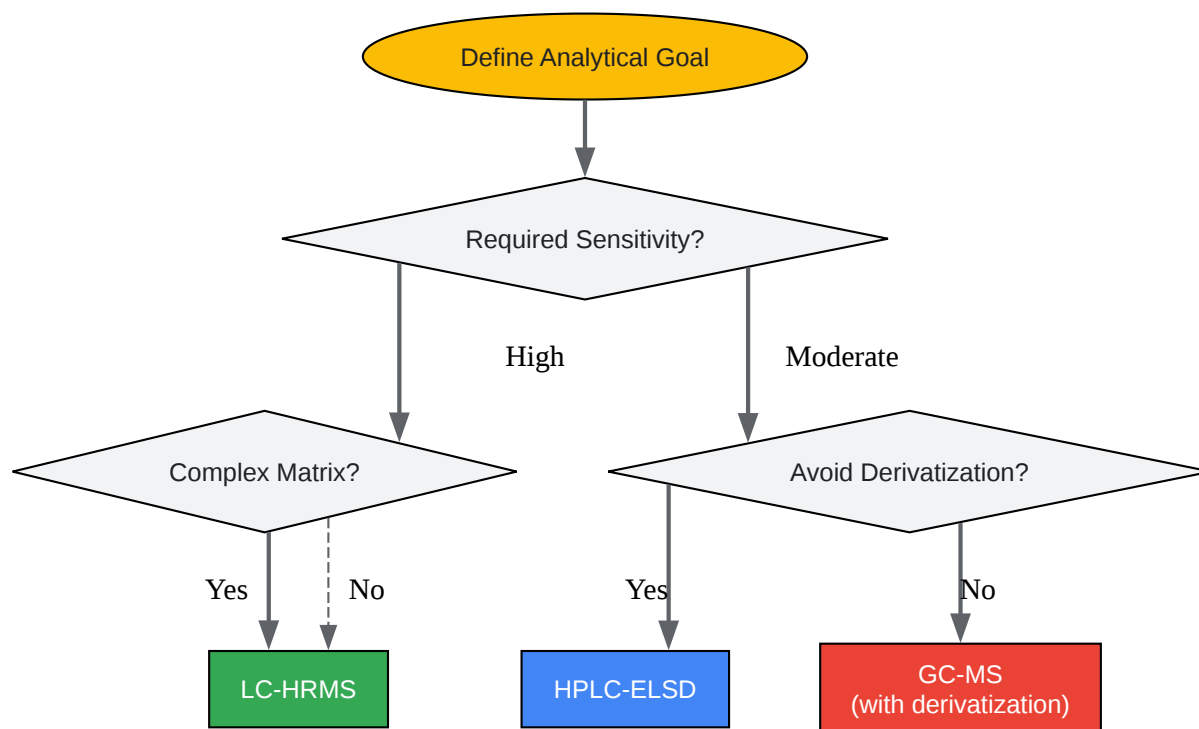 Define Analytical Goal
Required Sensitivity?
High
Moderate
Complex Matrix?
Avoid Derivatization?
Yes
No
Yes
No
LC-HRMS
HPLC-ELSD
GC-MS
(with derivatization)